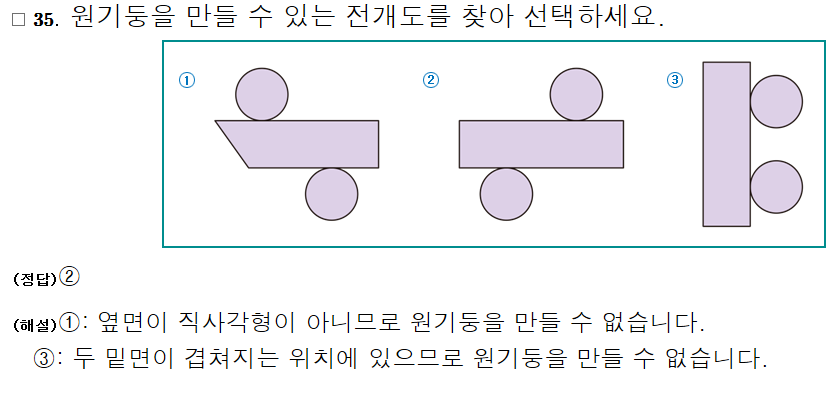 □ 35. 원기둥을 만들 수 있는 전개도를 찾아 선택하세요.
① ② ③
(정답)②
(해설)①: 옆면이 직사각형이 아니므로 원기둥을 만들 수 없습니다.
③: 두 밑면이 겹쳐지는 위치에 있으므로 원기둥을 만들 수 없습니다.